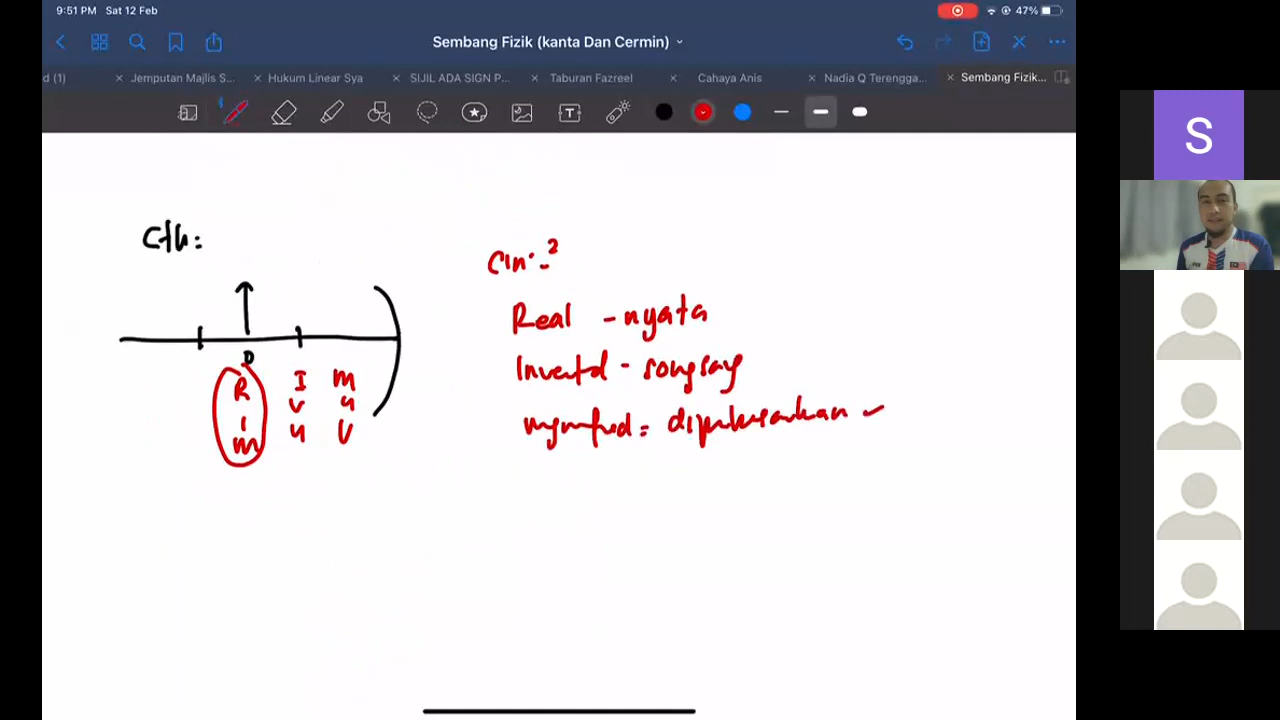 9:51 PM Sat 12 Feb
47%
Sembang Fizik (kanta Dan Cermin)
d (1)
Jemputan Majlis S...
Hukum Linear Sya
SIJIL ADA SIGN P...
Taburan Fazreel
Cahaya Anis
Nadia Q Terengga...
Sembang Fizik...
S
Cth:
Ciri-2
Real - nyata
Inverted - songsang
= diperbesarkan
O
R I M
I V U
M U V